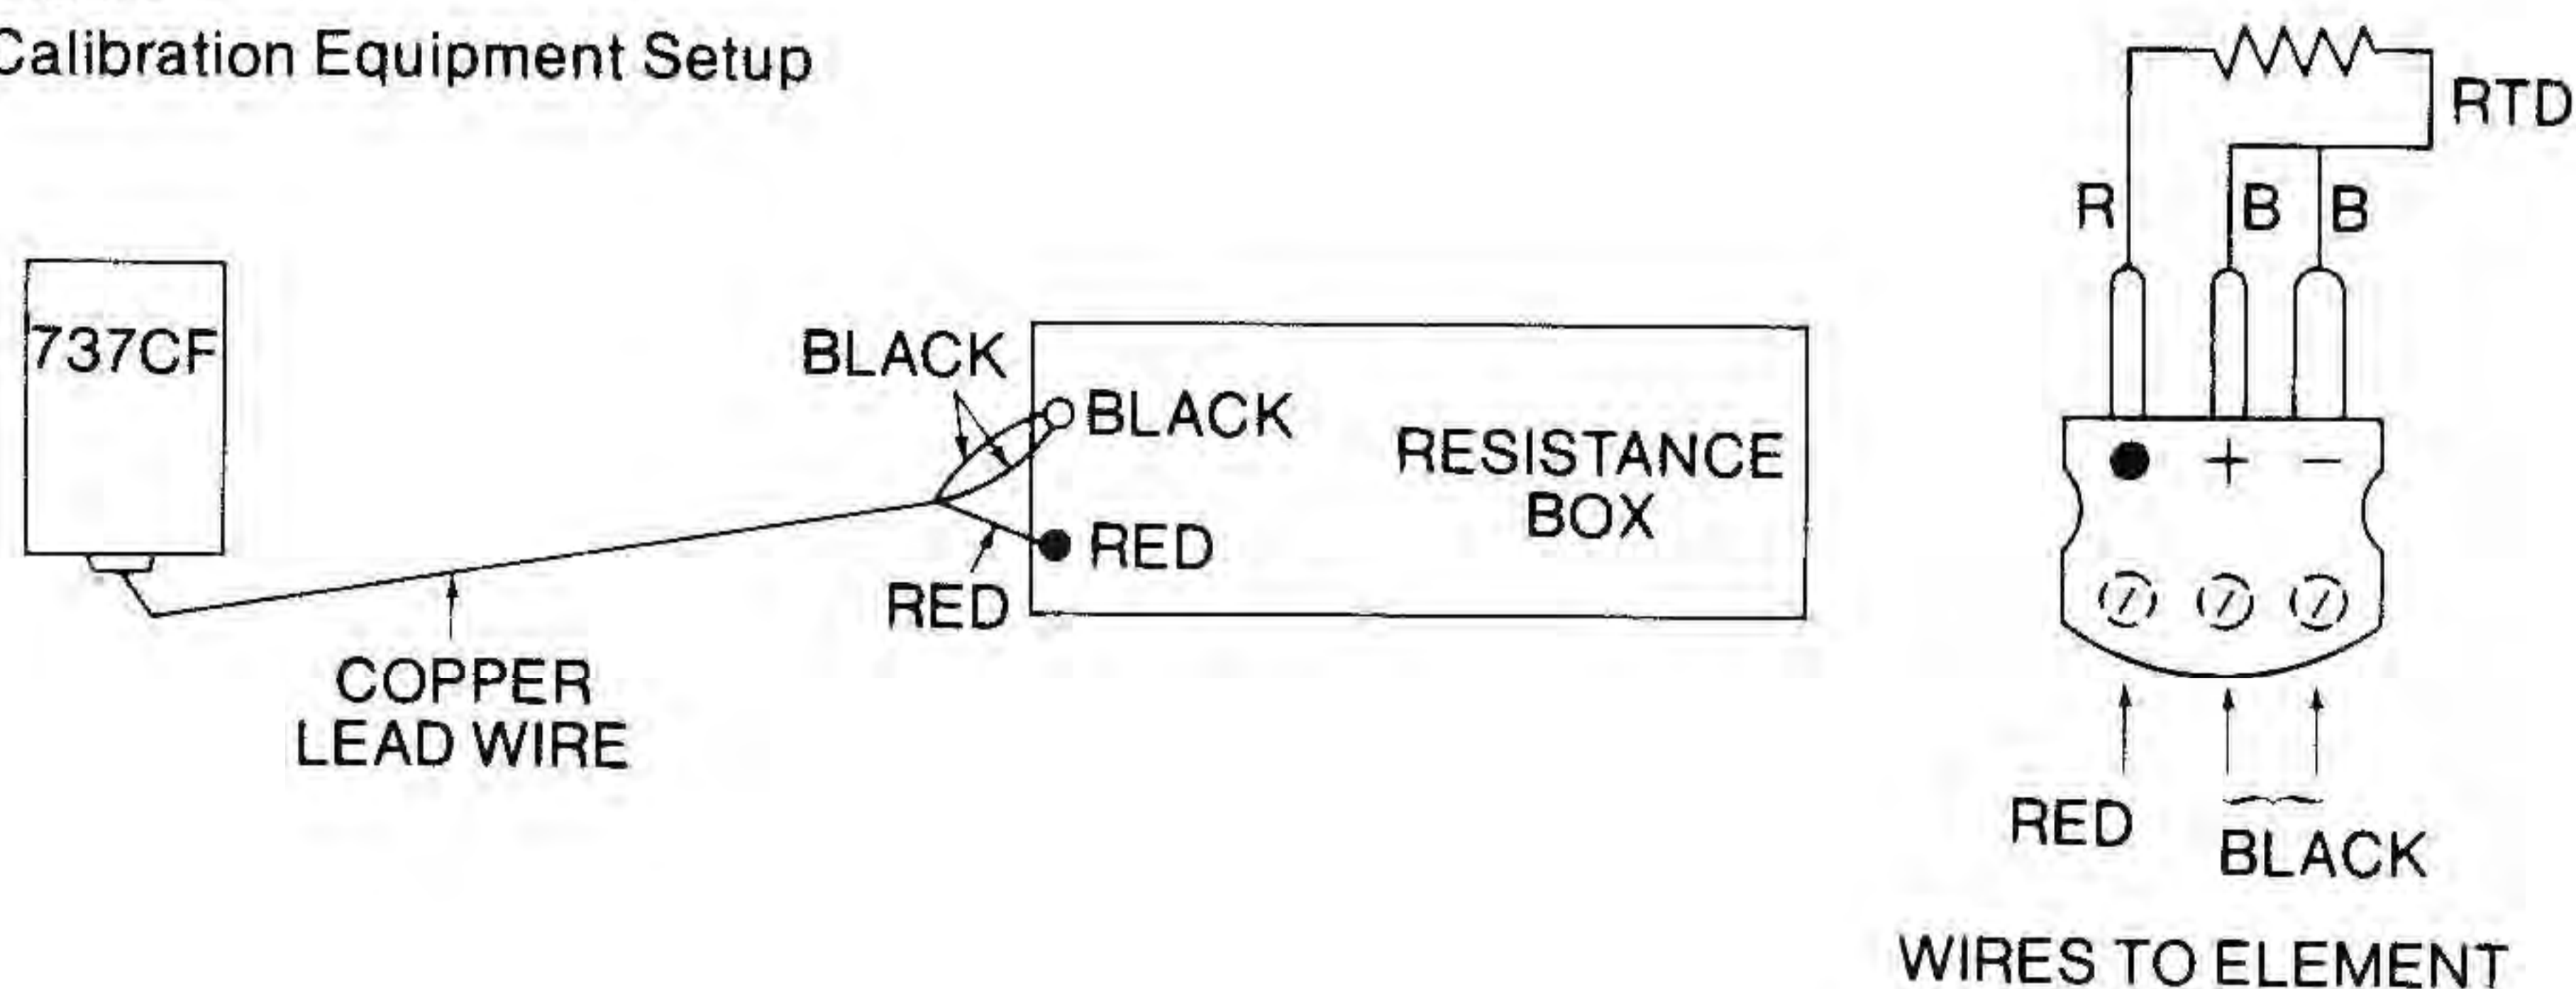 Calibration Equipment Setup
737CF
COPPER
LEAD WIRE
BLACK
BLACK
RED
RED
RESISTANCE
BOX
RTD
R
B
B
+
−
RED
BLACK
WIRES TO ELEMENT